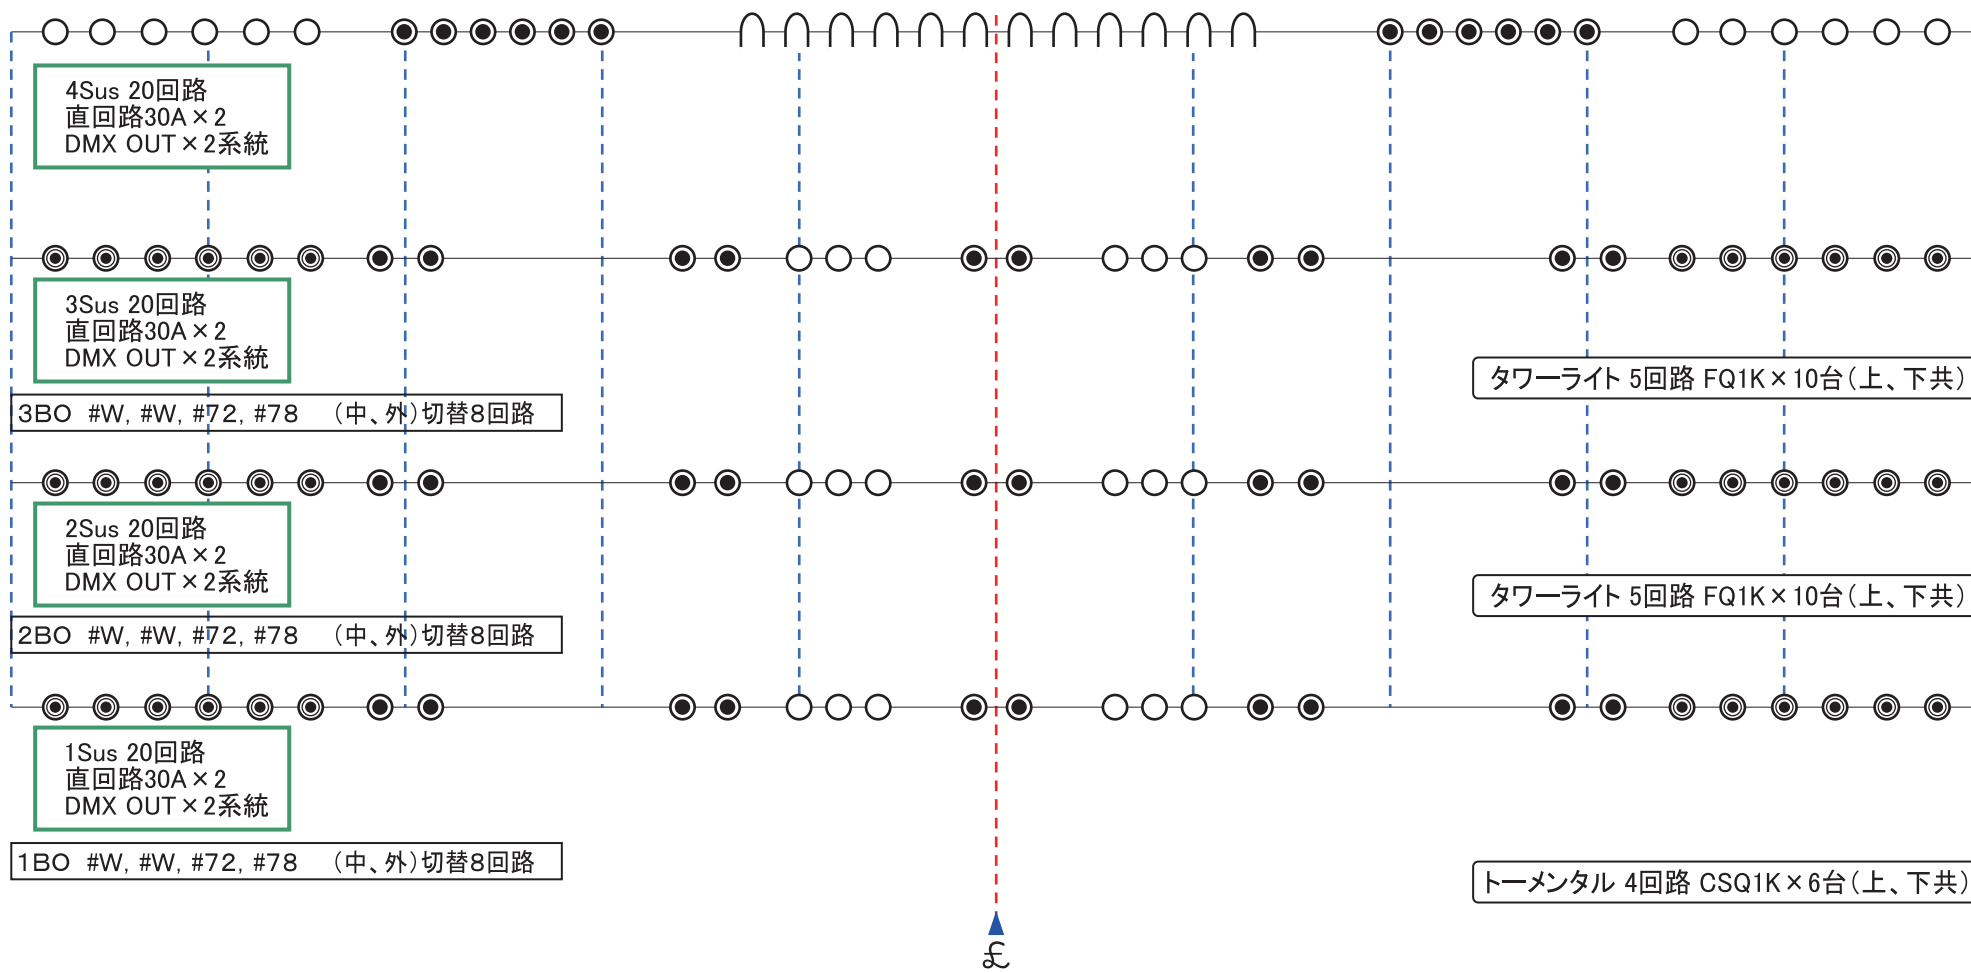 4Sus 20回路
直回路30A×2
DMX OUT×2系統
3Sus 20回路
直回路30A×2
DMX OUT×2系統
タワーライト 5回路 FQ1K×10台(上、下共)
3BO #W, #W, #72, #78 (中、外)切替8回路
2Sus 20回路
直回路30A×2
DMX OUT×2系統
タワーライト 5回路 FQ1K×10台(上、下共)
2BO #W, #W, #72, #78 (中、外)切替8回路
1Sus 20回路
直回路30A×2
DMX OUT×2系統
1BO #W, #W, #72, #78 (中、外)切替8回路
トーメンタル 4回路 CSQ1K×6台(上、下共)
£